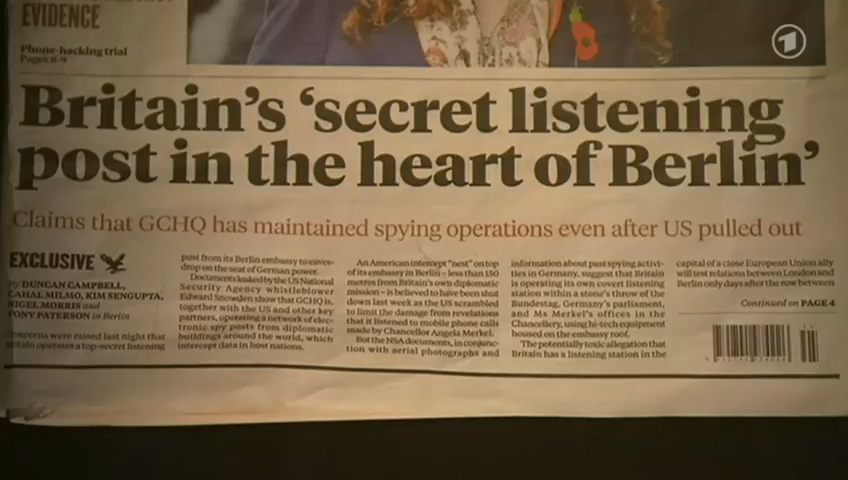 EVIDENCE
Phone-hacking trial
Pages 8-9
1
Britain's 'secret listening
post in the heart of Berlin'
Claims that GCHQ has maintained spying operations even after US pulled out
EXCLUSIVE
By DUNCAN CAMPBELL,
CAHAL MILMO, KIM SENGUPTA,
NIGEL MORRIS and
TONY PATERSON in Berlin
Concerns were raised last night that
Britain operates a top-secret listening
post from its Berlin embassy to eaves-
drop on the seat of German power.
Documents leaked by the US National
Security Agency whistleblower
Edward Snowden show that GCHQ is,
together with the US and other key
partners, operating a network of elec-
tronic spy posts from diplomatic
buildings around the world, which
intercept data in host nations.
An American intercept "nest" on top
of its embassy in Berlin – less than 150
metres from Britain's own diplomatic
mission – is believed to have been shut
down last week as the US scrambled
to limit the damage from revelations
that it listened to mobile phone calls
made by Chancellor Angela Merkel.
But the NSA documents, in conjunc-
tion with aerial photographs and
information about past spying activi-
ties in Germany, suggest that Britain
is operating its own covert listening
station within a stone's throw of the
Bundestag, Germany's parliament,
and Ms Merkel's offices in the
Chancellery, using hi-tech equipment
housed on the embassy roof.
The potentially toxic allegation that
Britain has a listening station in the
capital of a close European Union ally
will test relations between London and
Berlin only days after the row between
Continued on PAGE 4